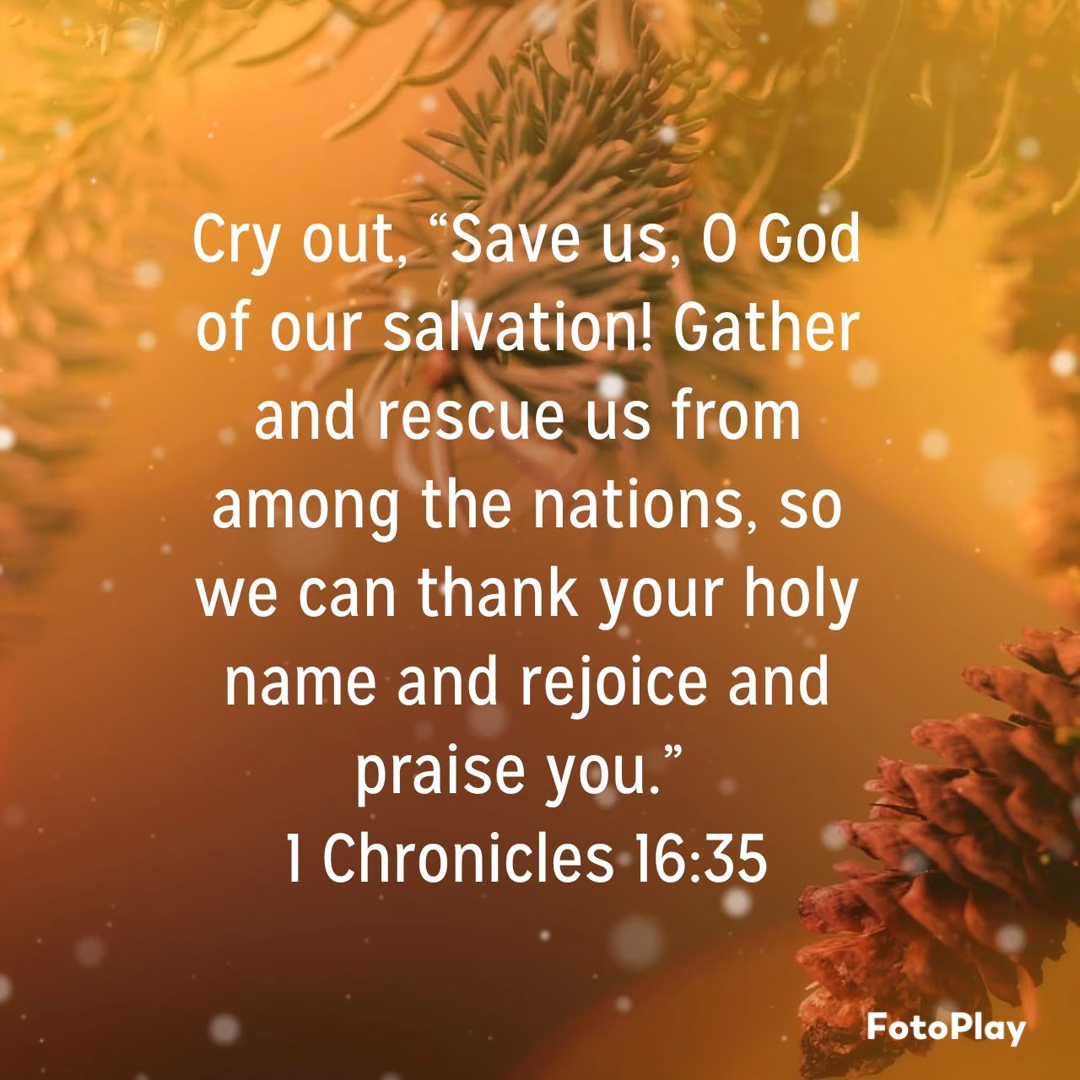 Cry out, “Save us, O God
of our salvation! Gather
and rescue us from
among the nations, so
we can thank your holy
name and rejoice and
praise you.”
1 Chronicles 16:35
FotoPlay